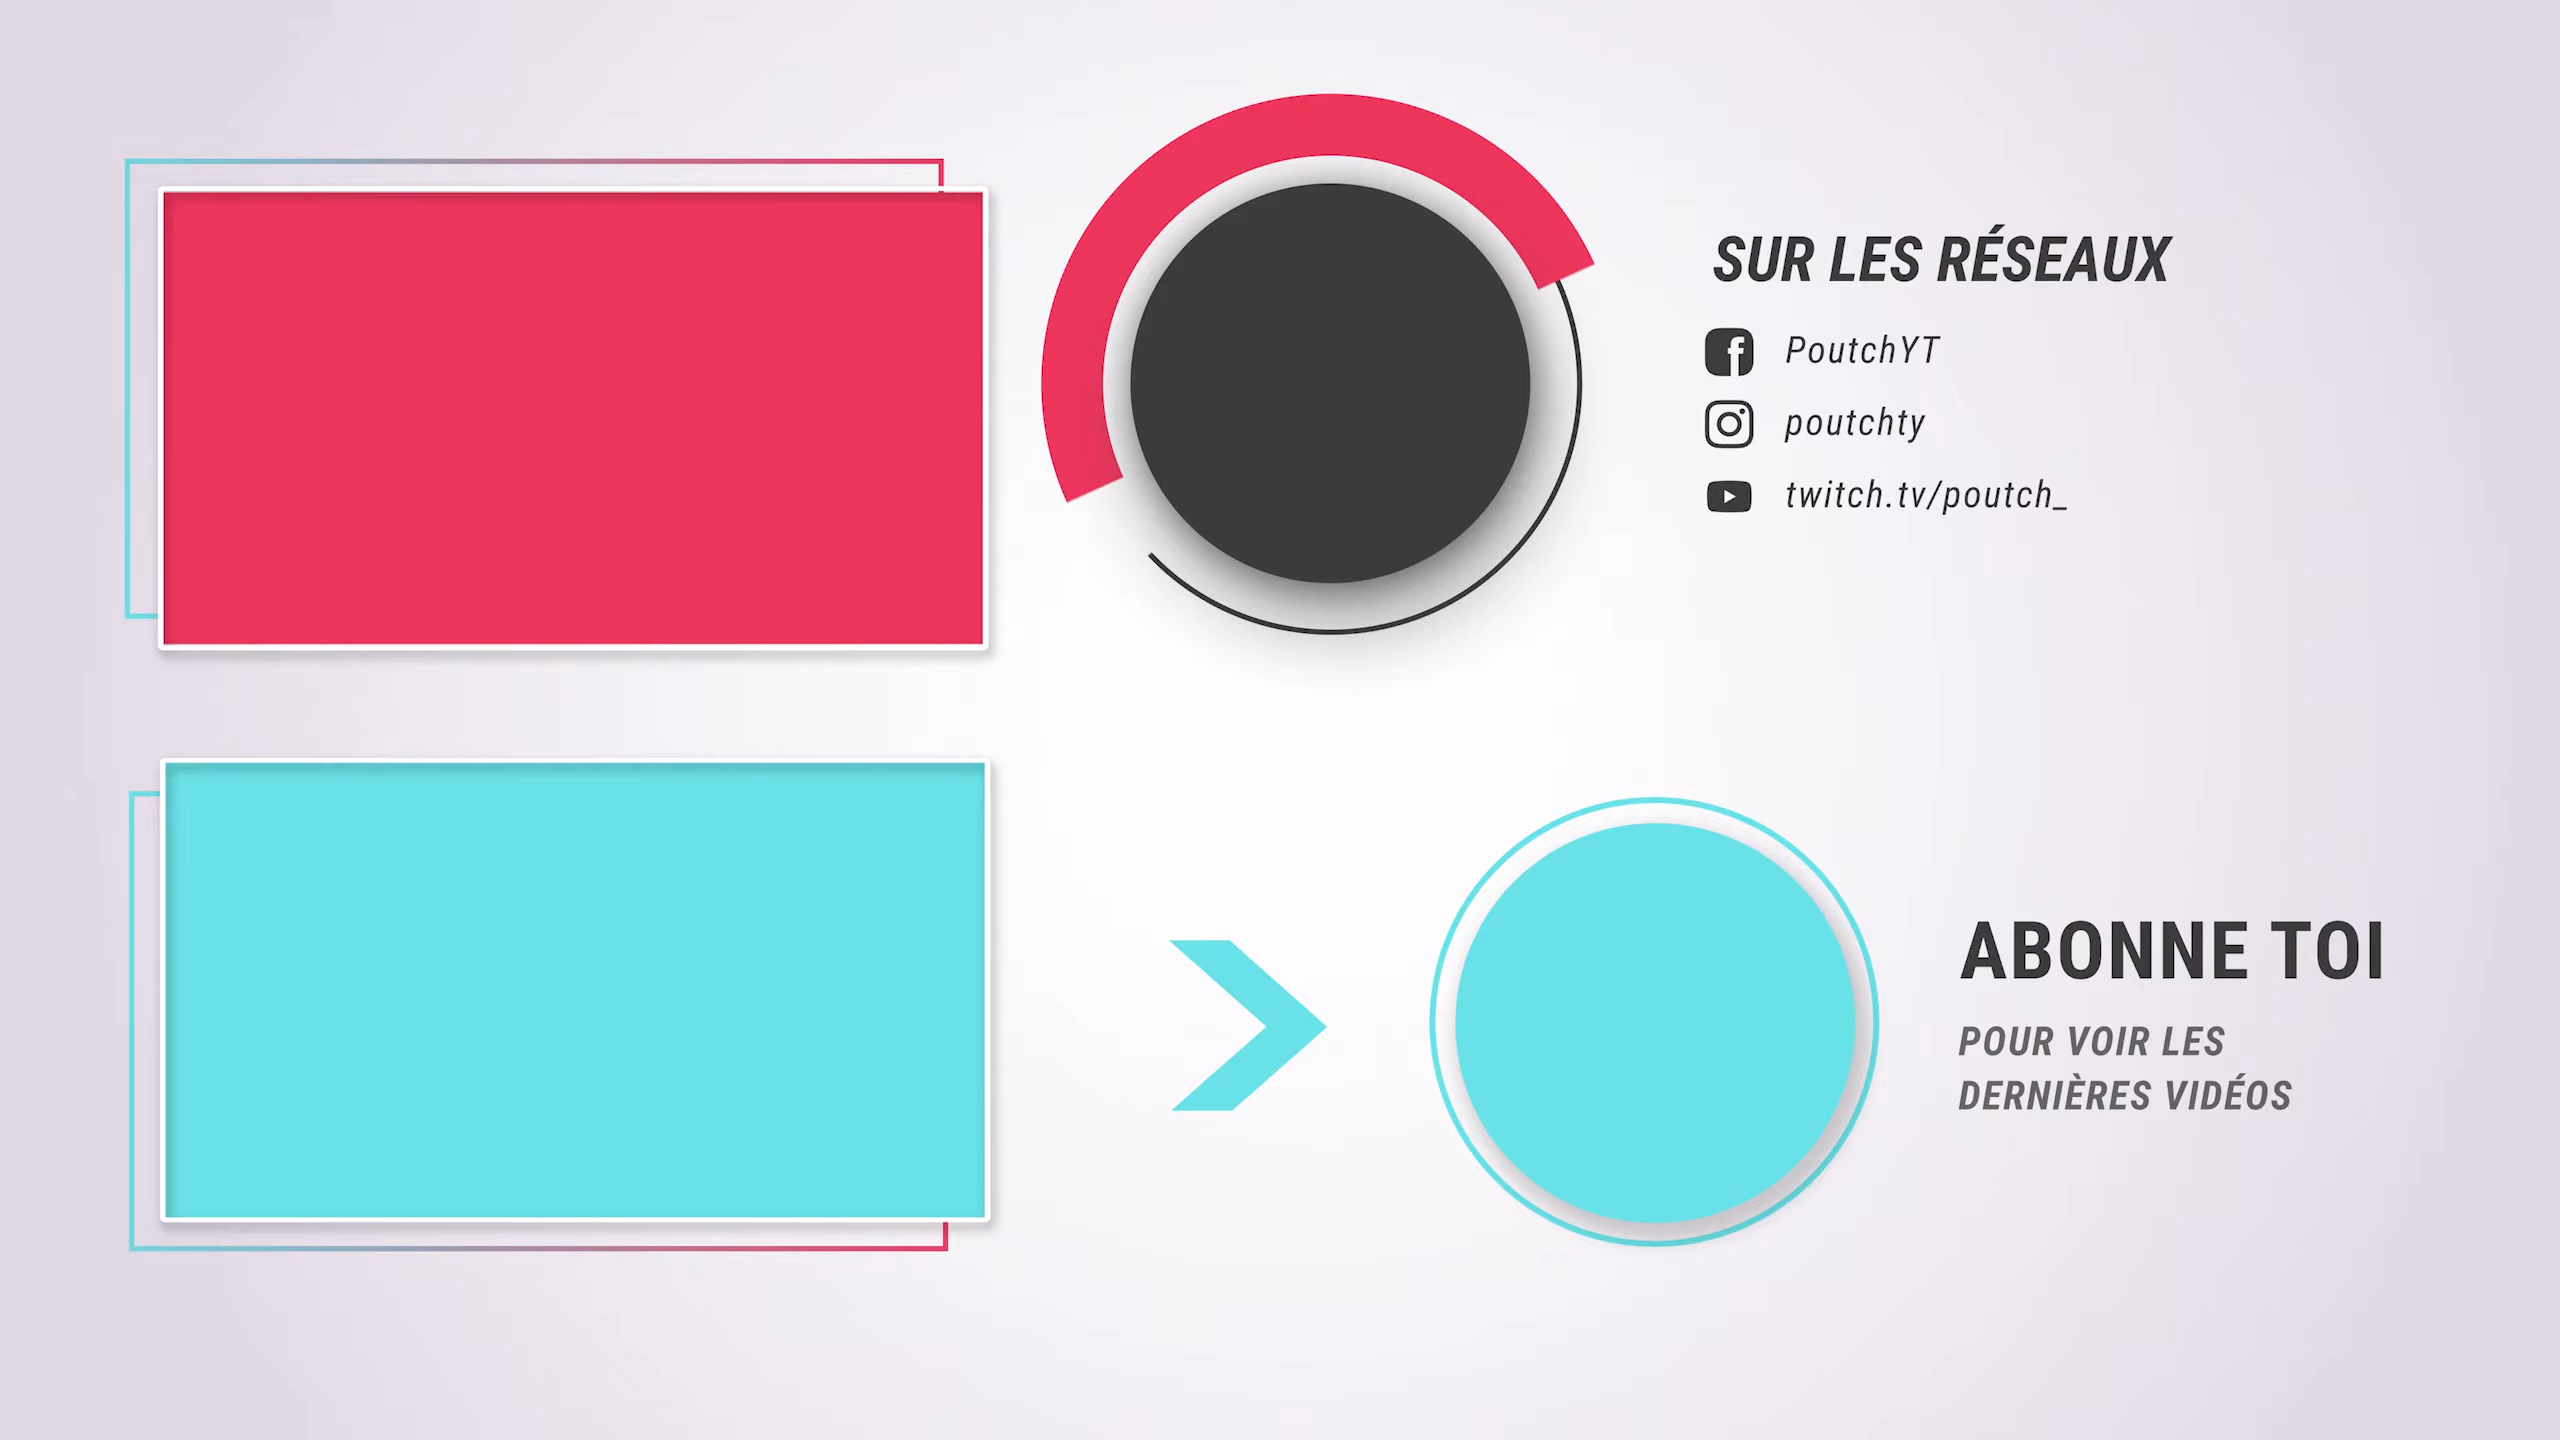 SUR LES RÉSEAUX
PoutchYT
poutchty
twitch.tv/poutch_
ABONNE TOI
POUR VOIR LES
DERNIÈRES VIDÉOS